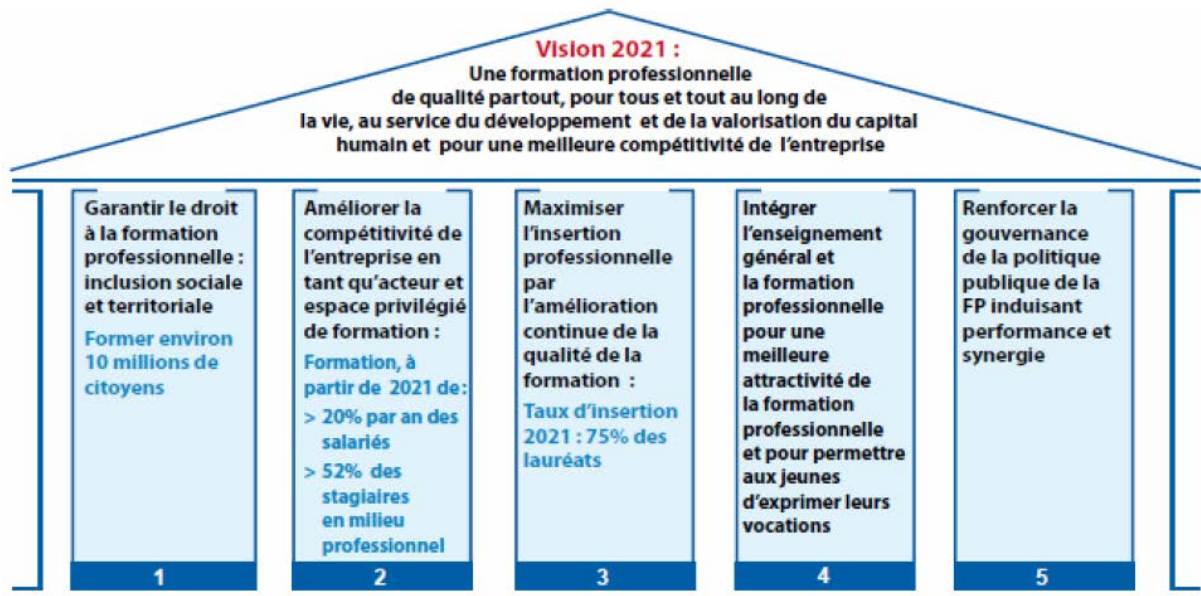 Vision 2021 :
Une formation professionnelle
de qualité partout, pour tous et tout au long de
la vie, au service du développement et de la valorisation du capital
humain et pour une meilleure compétitivité de l'entreprise
Garantir le droit
à la formation
professionnelle :
inclusion sociale
et territoriale
Former environ
10 millions de
citoyens
1
Améliorer la
compétitivité de
l'entreprise en
tant qu'acteur et
espace privilégié
de formation :
Formation, à
partir de 2021 de :
> 20% par an des
salariés
> 52% des
stagiaires
en milieu
professionnel
2
Maximiser
l'insertion
professionnelle
par
l'amélioration
continue de la
qualité de la
formation :
Taux d'insertion
2021 : 75% des
lauréats
3
Intégrer
l'enseignement
général et
la formation
professionnelle
pour une
meilleure
attractivité de
la formation
professionnelle
et pour permettre
aux jeunes
d'exprimer leurs
vocations
4
Renforcer la
gouvernance
de la politique
publique de la
FP induisant
performance et
synergie
5